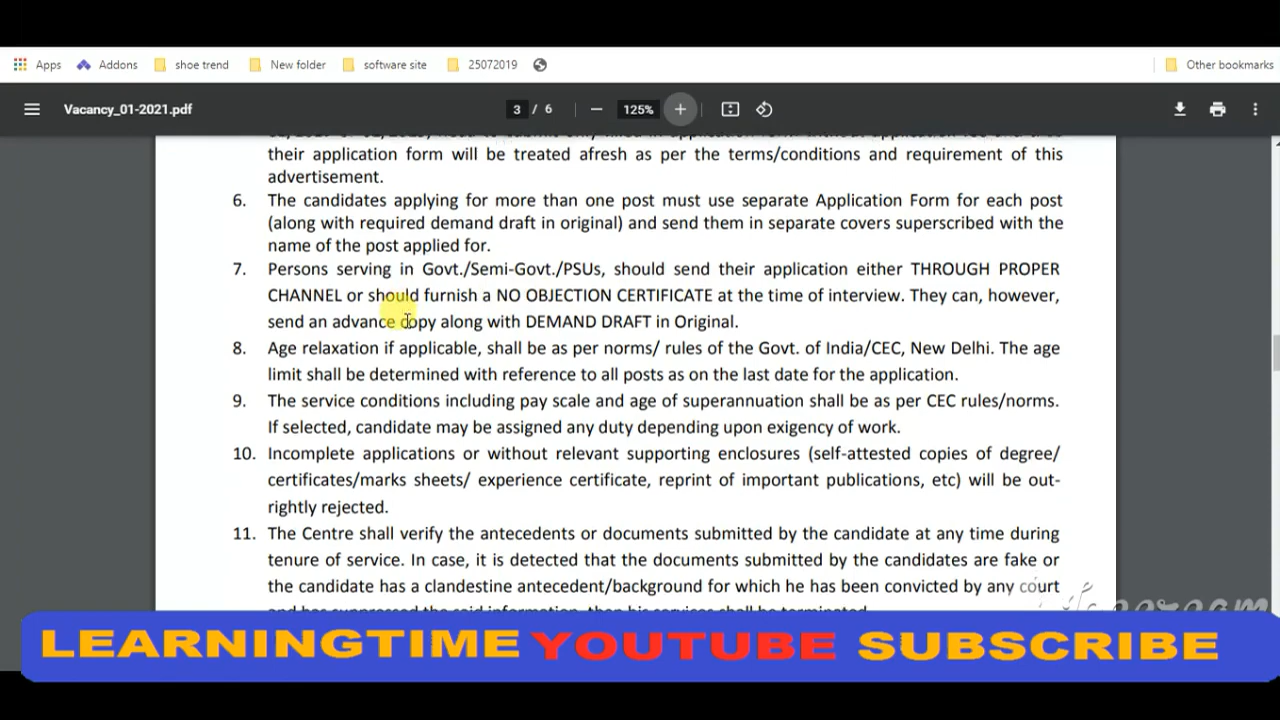 Apps Addons shoe trend New folder software site 25072019 Other bookmarks
Vacancy_01-2021.pdf 3 / 6 125%
their application form will be treated afresh as per the terms/conditions and requirement of this
advertisement.
6. The candidates applying for more than one post must use separate Application Form for each post
(along with required demand draft in original) and send them in separate covers superscribed with the
name of the post applied for.
7. Persons serving in Govt./Semi-Govt./PSUs, should send their application either THROUGH PROPER
CHANNEL or should furnish a NO OBJECTION CERTIFICATE at the time of interview. They can, however,
send an advance copy along with DEMAND DRAFT in Original.
8. Age relaxation if applicable, shall be as per norms/ rules of the Govt. of India/CEC, New Delhi. The age
limit shall be determined with reference to all posts as on the last date for the application.
9. The service conditions including pay scale and age of superannuation shall be as per CEC rules/norms.
If selected, candidate may be assigned any duty depending upon exigency of work.
10. Incomplete applications or without relevant supporting enclosures (self-attested copies of degree/
certificates/marks sheets/ experience certificate, reprint of important publications, etc) will be out-
rightly rejected.
11. The Centre shall verify the antecedents or documents submitted by the candidate at any time during
tenure of service. In case, it is detected that the documents submitted by the candidates are fake or
the candidate has a clandestine antecedent/background for which he has been convicted by any court
and has suppressed the said information, then his services shall be terminated.
LEARNINGTIME YOUTUBE SUBSCRIBE